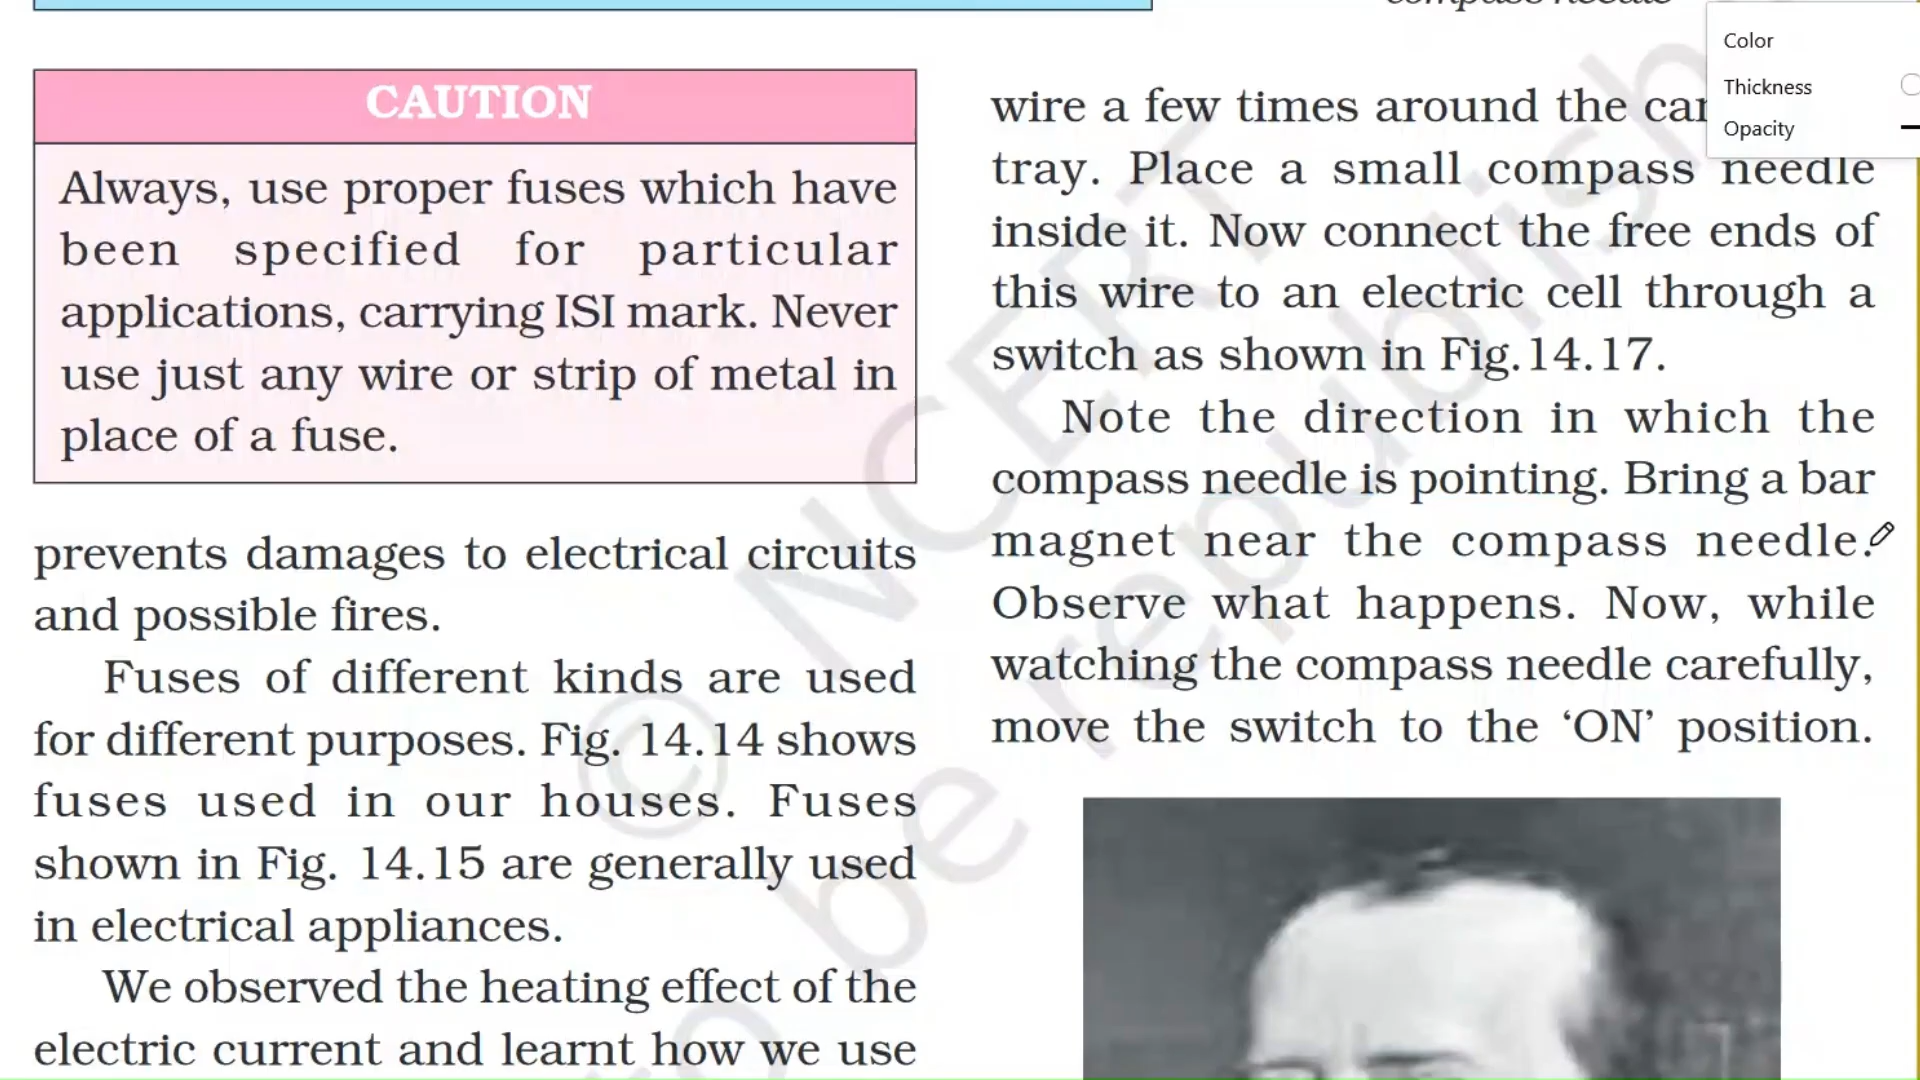 compass needle
CAUTION
Always, use proper fuses which have
been specified for particular
applications, carrying ISI mark. Never
use just any wire or strip of metal in
place of a fuse.
prevents damages to electrical circuits
and possible fires.
Fuses of different kinds are used
for different purposes. Fig. 14.14 shows
fuses used in our houses. Fuses
shown in Fig. 14.15 are generally used
in electrical appliances.
We observed the heating effect of the
electric current and learnt how we use
wire a few times around the
tray. Place a small compass needle
inside it. Now connect the free ends of
this wire to an electric cell through a
switch as shown in Fig.14.17.
Note the direction in which the
compass needle is pointing. Bring a bar
magnet near the compass needle.
Observe what happens. Now, while
watching the compass needle carefully,
move the switch to the ‘ON’ position.
Color
Thickness
Opacity
© NCERT
to be republish